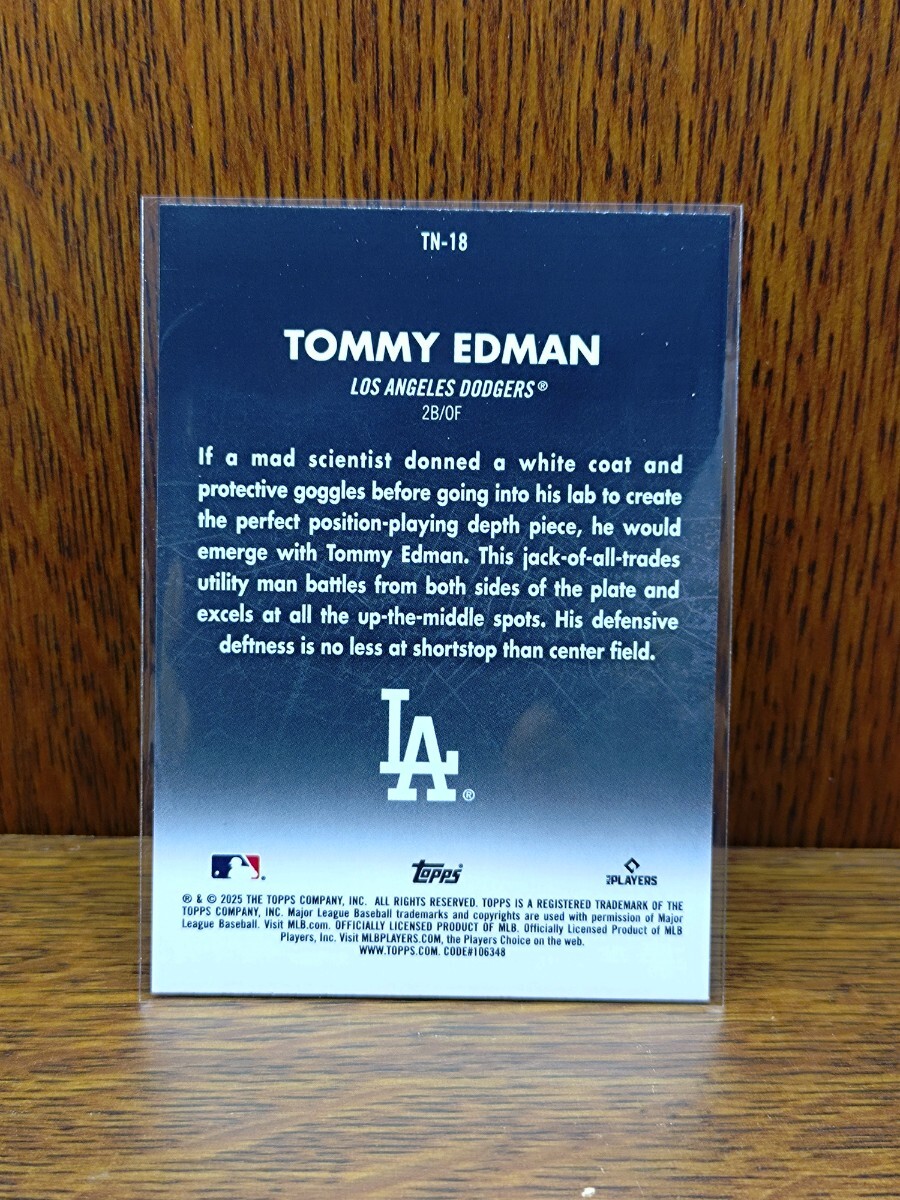 TN-18
TOMMY EDMAN
LOS ANGELES DODGERS®
2B/OF
If a mad scientist donned a white coat and
protective goggles before going into his lab to create
the perfect position-playing depth piece, he would
emerge with Tommy Edman. This jack-of-all-trades
utility man battles from both sides of the plate and
excels at all the up-the-middle spots. His defensive
deftness is no less at shortstop than center field.
LA®
topps®
PLAYERS
® & © 2025 THE TOPPS COMPANY, INC. ALL RIGHTS RESERVED. TOPPS IS A REGISTERED TRADEMARK OF THE
TOPPS COMPANY, INC. Major League Baseball trademarks and copyrights are used with permission of Major
League Baseball. Visit MLB.com. OFFICIALLY LICENSED PRODUCT OF MLB. Officially Licensed Product of MLB
Players, Inc. Visit MLBPLAYERS.COM, the Players Choice on the web.
WWW.TOPPS.COM. CODE#106348